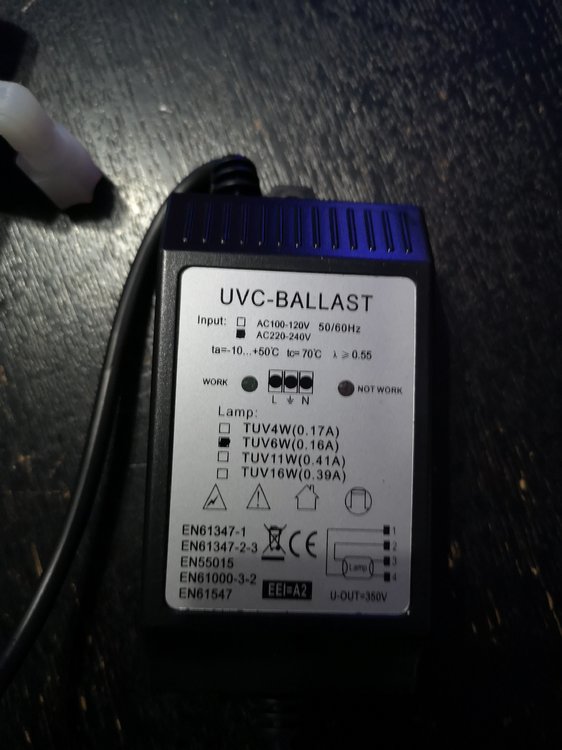 UVC-BALLAST
Input: AC100-120V 50/60Hz
AC220-240V
ta=-10...+50℃ tc=70℃ λ≥0.55
WORK NOT WORK
L N
Lamp:
TUV4W(0.17A)
TUV6W(0.16A)
TUV11W(0.41A)
TUV16W(0.39A)
EN61347-1
EN61347-2-3
EN55015
EN61000-3-2
EN61547
CE
EEI=A2
1
2
3
Lamp
4
U-OUT=350V